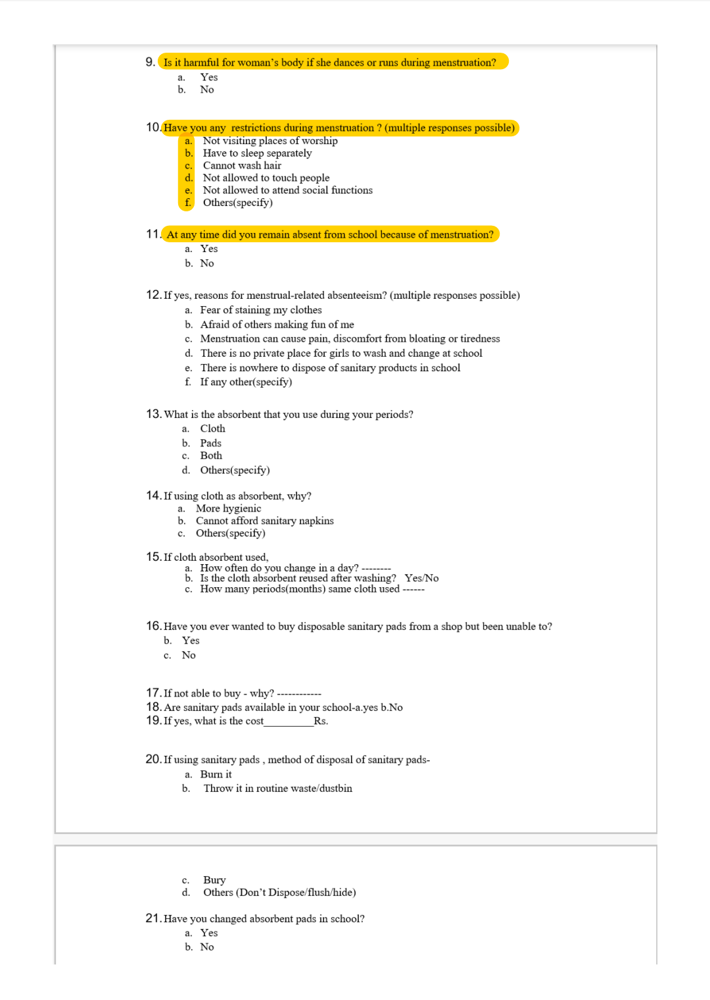 9. Is it harmful for woman’s body if she dances or runs during menstruation?
a. Yes
b. No
10. Have you any restrictions during menstruation ? (multiple responses possible)
a. Not visiting places of worship
b. Have to sleep separately
c. Cannot wash hair
d. Not allowed to touch people
e. Not allowed to attend social functions
f. Others(specify)
11. At any time did you remain absent from school because of menstruation?
a. Yes
b. No
12. If yes, reasons for menstrual-related absenteeism? (multiple responses possible)
a. Fear of staining my clothes
b. Afraid of others making fun of me
c. Menstruation can cause pain, discomfort from bloating or tiredness
d. There is no private place for girls to wash and change at school
e. There is nowhere to dispose of sanitary products in school
f. If any other(specify)
13. What is the absorbent that you use during your periods?
a. Cloth
b. Pads
c. Both
d. Others(specify)
14. If using cloth as absorbent, why?
a. More hygienic
b. Cannot afford sanitary napkins
c. Others(specify)
15. If cloth absorbent used,
a. How often do you change in a day? --------
b. Is the cloth absorbent reused after washing? Yes/No
c. How many periods(months) same cloth used ------
16. Have you ever wanted to buy disposable sanitary pads from a shop but been unable to?
b. Yes
c. No
17. If not able to buy - why? ------------
18. Are sanitary pads available in your school-a.yes b.No
19. If yes, what is the cost_________Rs.
20. If using sanitary pads , method of disposal of sanitary pads-
a. Burn it
b. Throw it in routine waste/dustbin
c. Bury
d. Others (Don’t Dispose/flush/hide)
21. Have you changed absorbent pads in school?
a. Yes
b. No